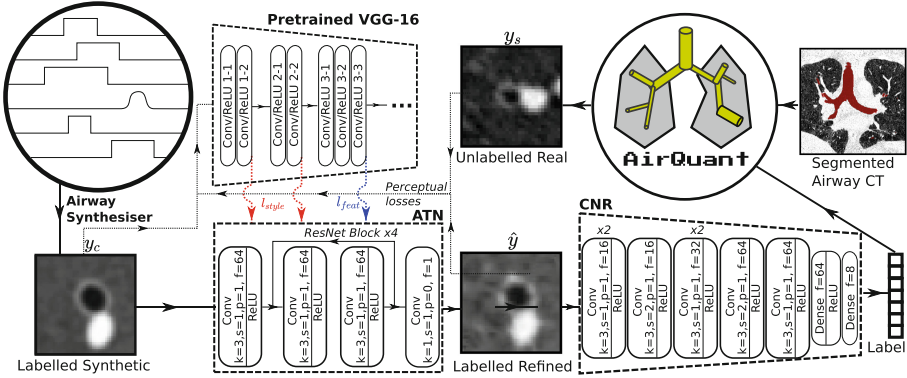 Pretrained VGG-16
Conv/ReLU 1-1
Conv/ReLU 1-2
Conv/ReLU 2-1
Conv/ReLU 2-2
Conv/ReLU 3-1
Conv/ReLU 3-2
Conv/ReLU 3-3
...
y_s
Unlabelled Real
AirQuant
Segmented
Airway CT
Airway
Synthesiser
y_c
Labelled Synthetic
l_style
l_feat
Perceptual
losses
ATN
ResNet Block x4
Conv
k=3,s=1,p=1, f=64
ReLU
Conv
k=3,s=1,p=1, f=64
ReLU
Conv
k=3,s=1,p=1, f=64
ReLU
Conv
k=1,s=1,p=0, f=1
ŷ
Labelled Refined
CNR
x2
Conv
k=3,s=1,p=1, f=16
ReLU
Conv
k=3,s=2,p=1, f=16
ReLU
x2
Conv
k=3,s=1,p=1, f=32
ReLU
Conv
k=3,s=2,p=1, f=64
ReLU
Conv
k=3,s=1,p=1, f=64
ReLU
Dense f=64
ReLU
Dense f=8
Label